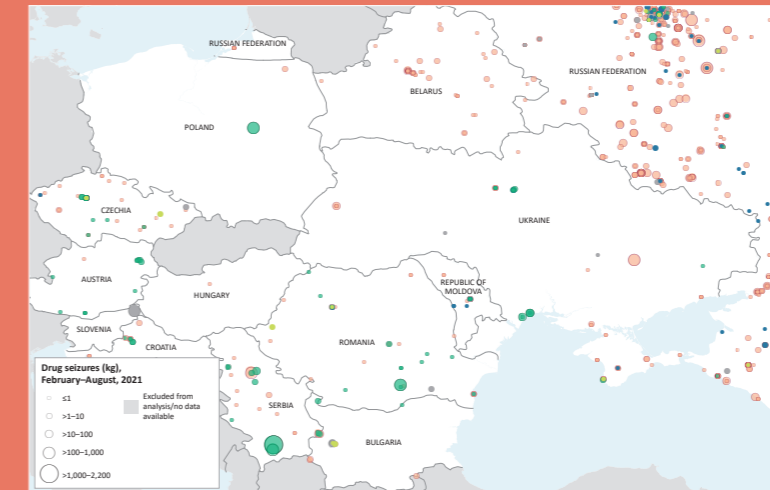 RUSSIAN FEDERATION
RUSSIAN FEDERATION
BELARUS
POLAND
CZECHIA
UKRAINE
AUSTRIA
HUNGARY
REPUBLIC OF
MOLDOVA
SLOVENIA
CROATIA
ROMANIA
SERBIA
BULGARIA
Drug seizures (kg),
February–August, 2021
≤1
>1–10
>10–100
>100–1,000
>1,000–2,200
Excluded from
analysis/no data
available